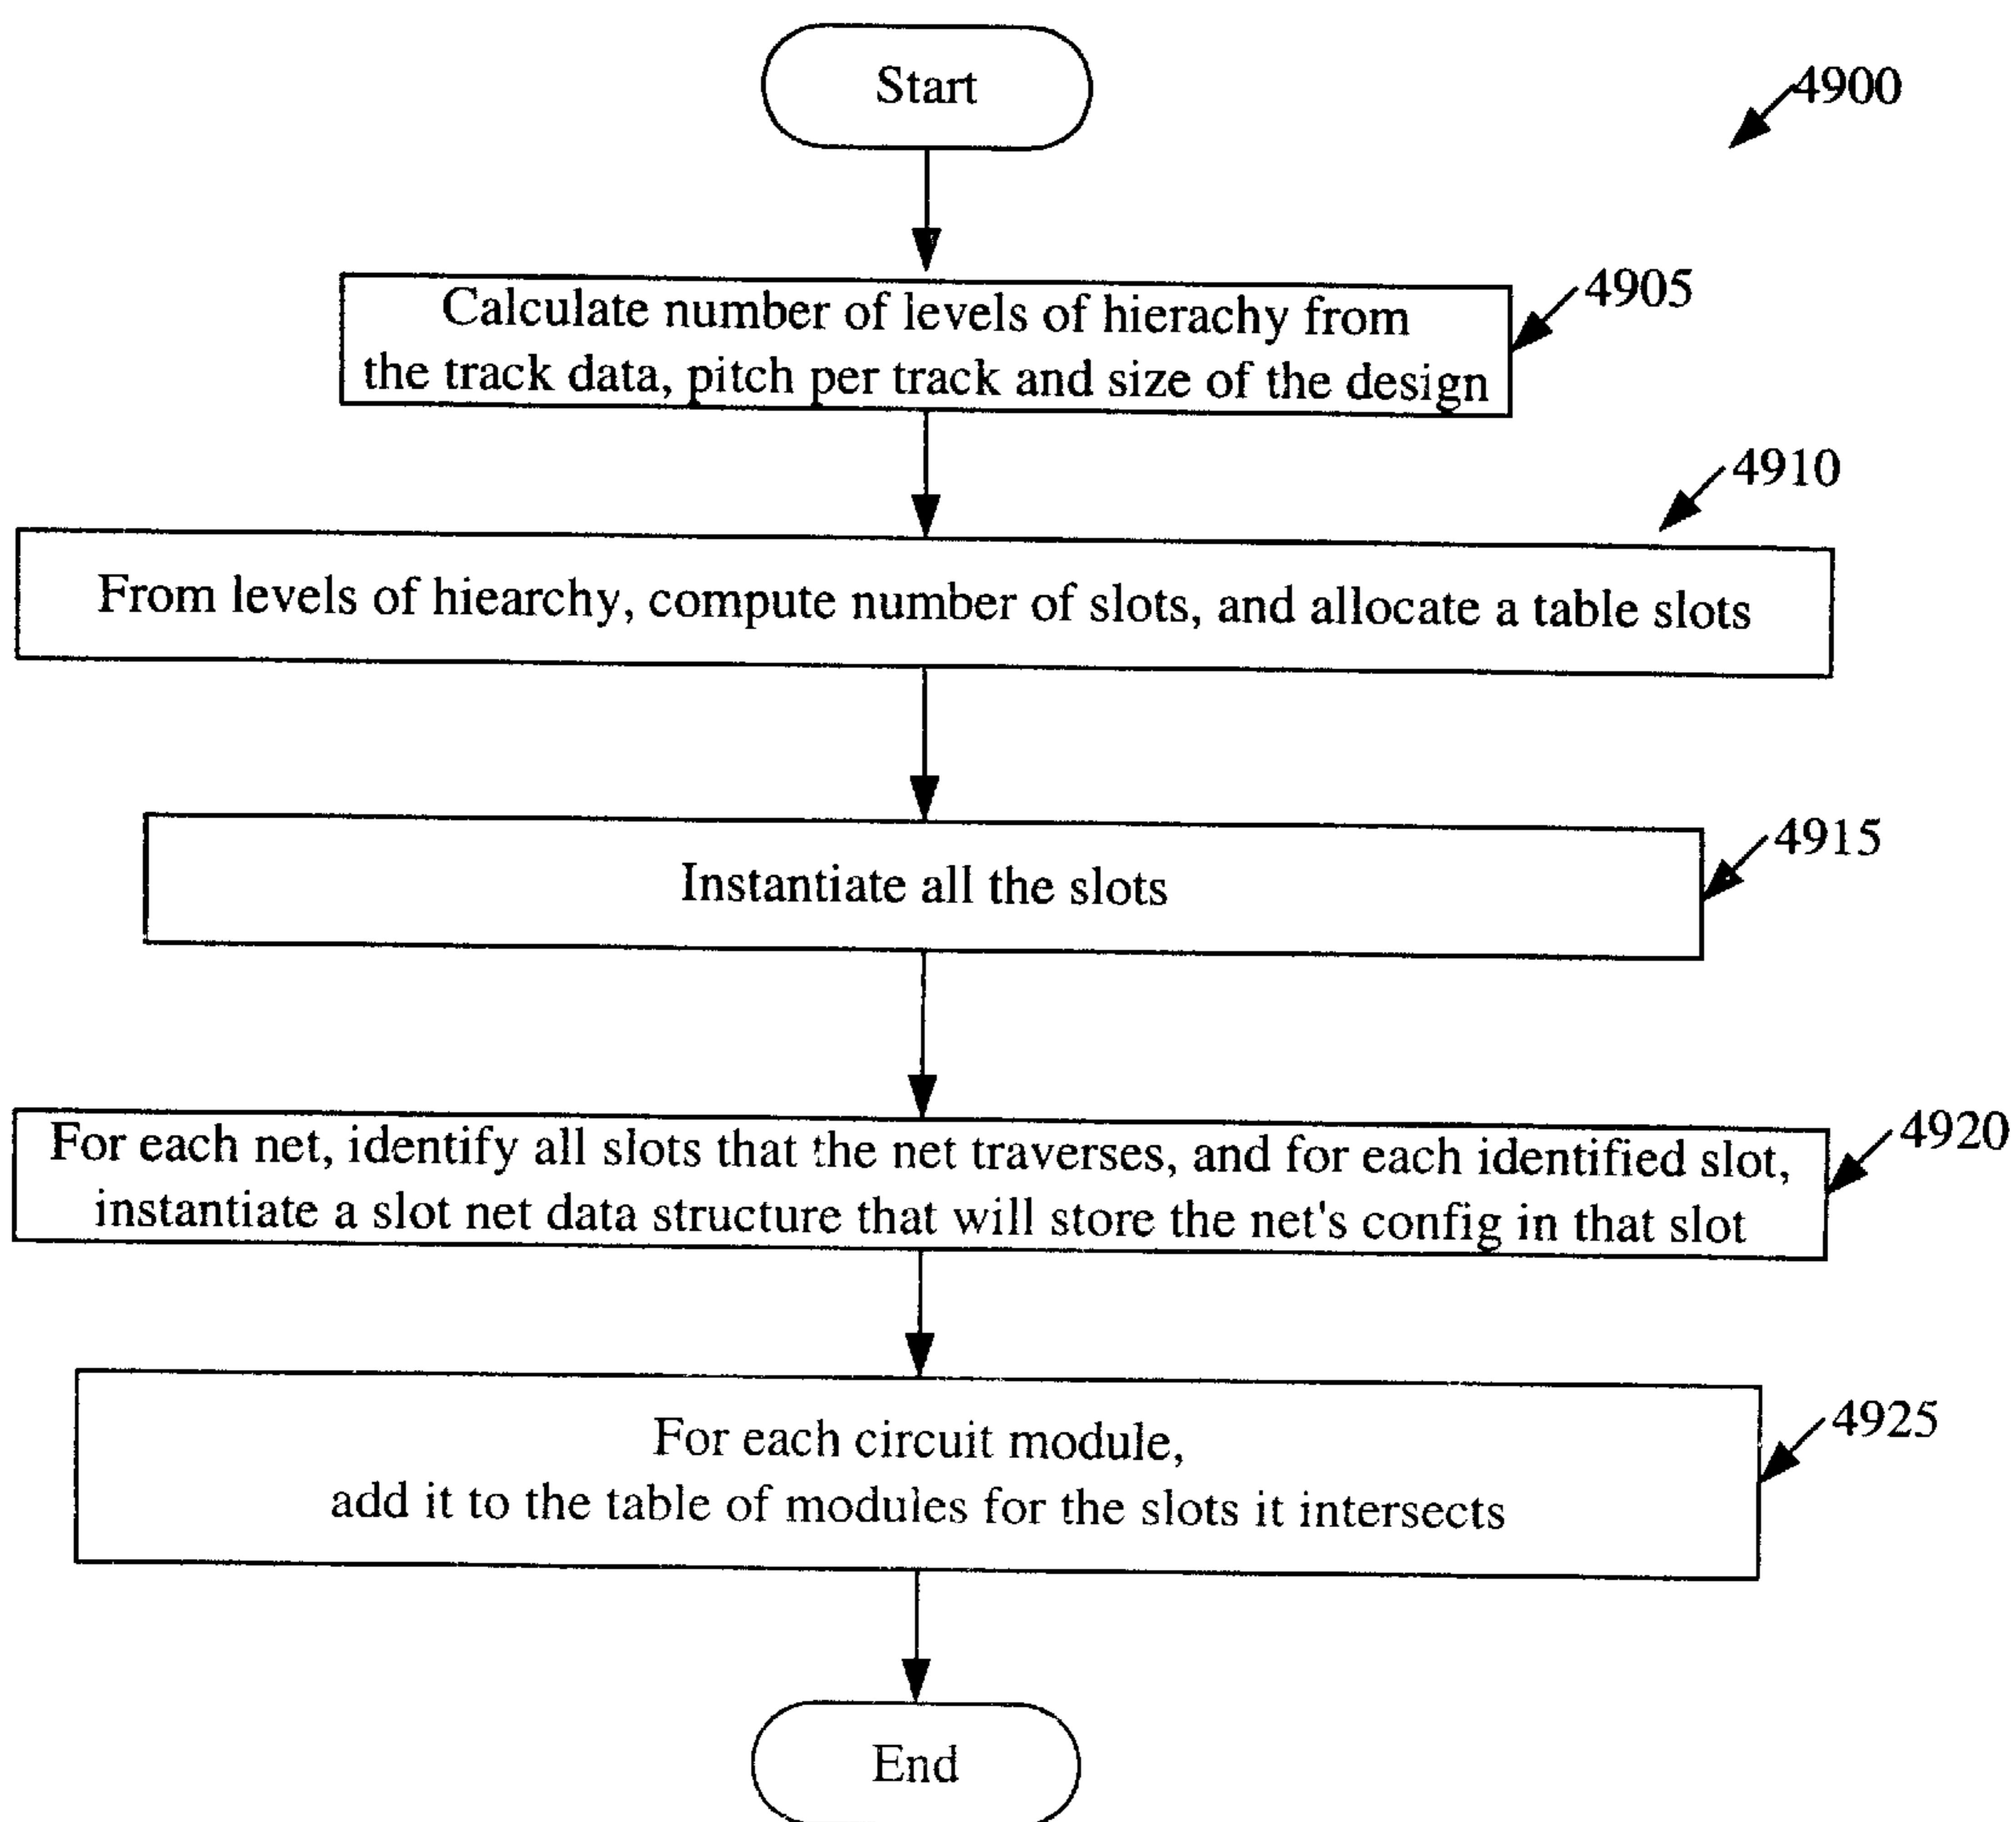 Start
4900
Calculate number of levels of hierachy from
the track data, pitch per track and size of the design
4905
4910
From levels of hiearchy, compute number of slots, and allocate a table slots
Instantiate all the slots
4915
For each net, identify all slots that the net traverses, and for each identified slot,
instantiate a slot net data structure that will store the net's config in that slot
4920
For each circuit module,
add it to the table of modules for the slots it intersects
4925
End